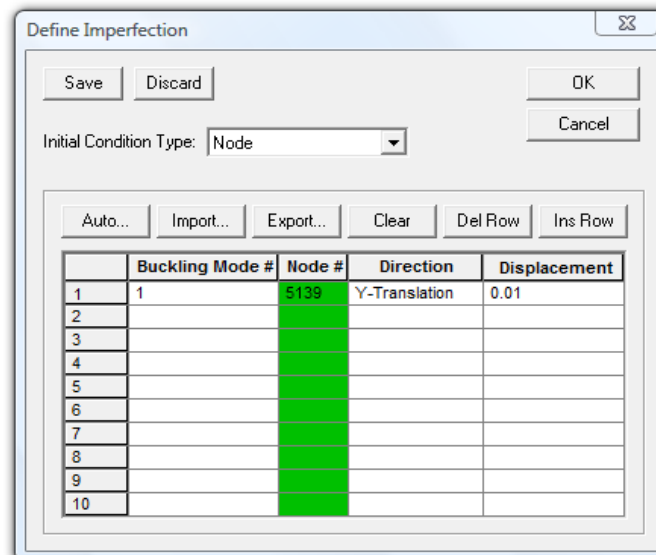 Define Imperfection
Save Discard OK
Cancel
Initial Condition Type: Node
Auto... Import... Export... Clear Del Row Ins Row
Buckling Mode # Node # Direction Displacement
1 1 5139 Y-Translation 0.01
2
3
4
5
6
7
8
9
10